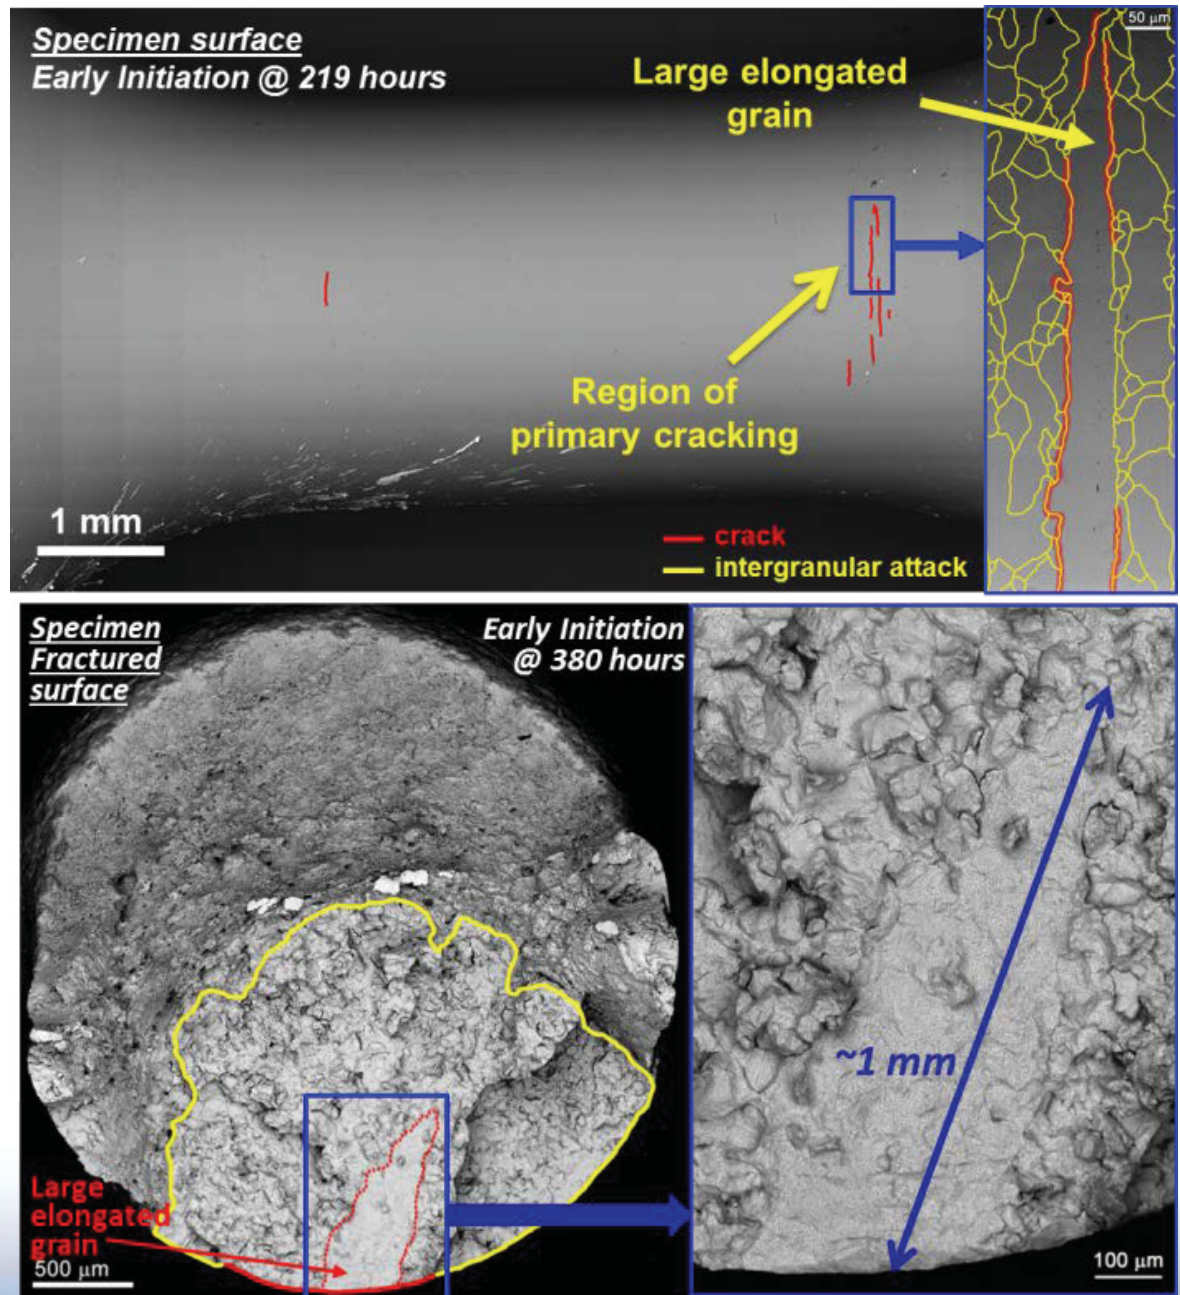 Specimen surface
Early Initiation @ 219 hours
Large elongated
grain
50 μm
Region of
primary cracking
1 mm
crack
intergranular attack
Specimen
Fractured
surface
Early Initiation
@ 380 hours
Large
elongated
grain
500 μm
~1 mm
100 μm